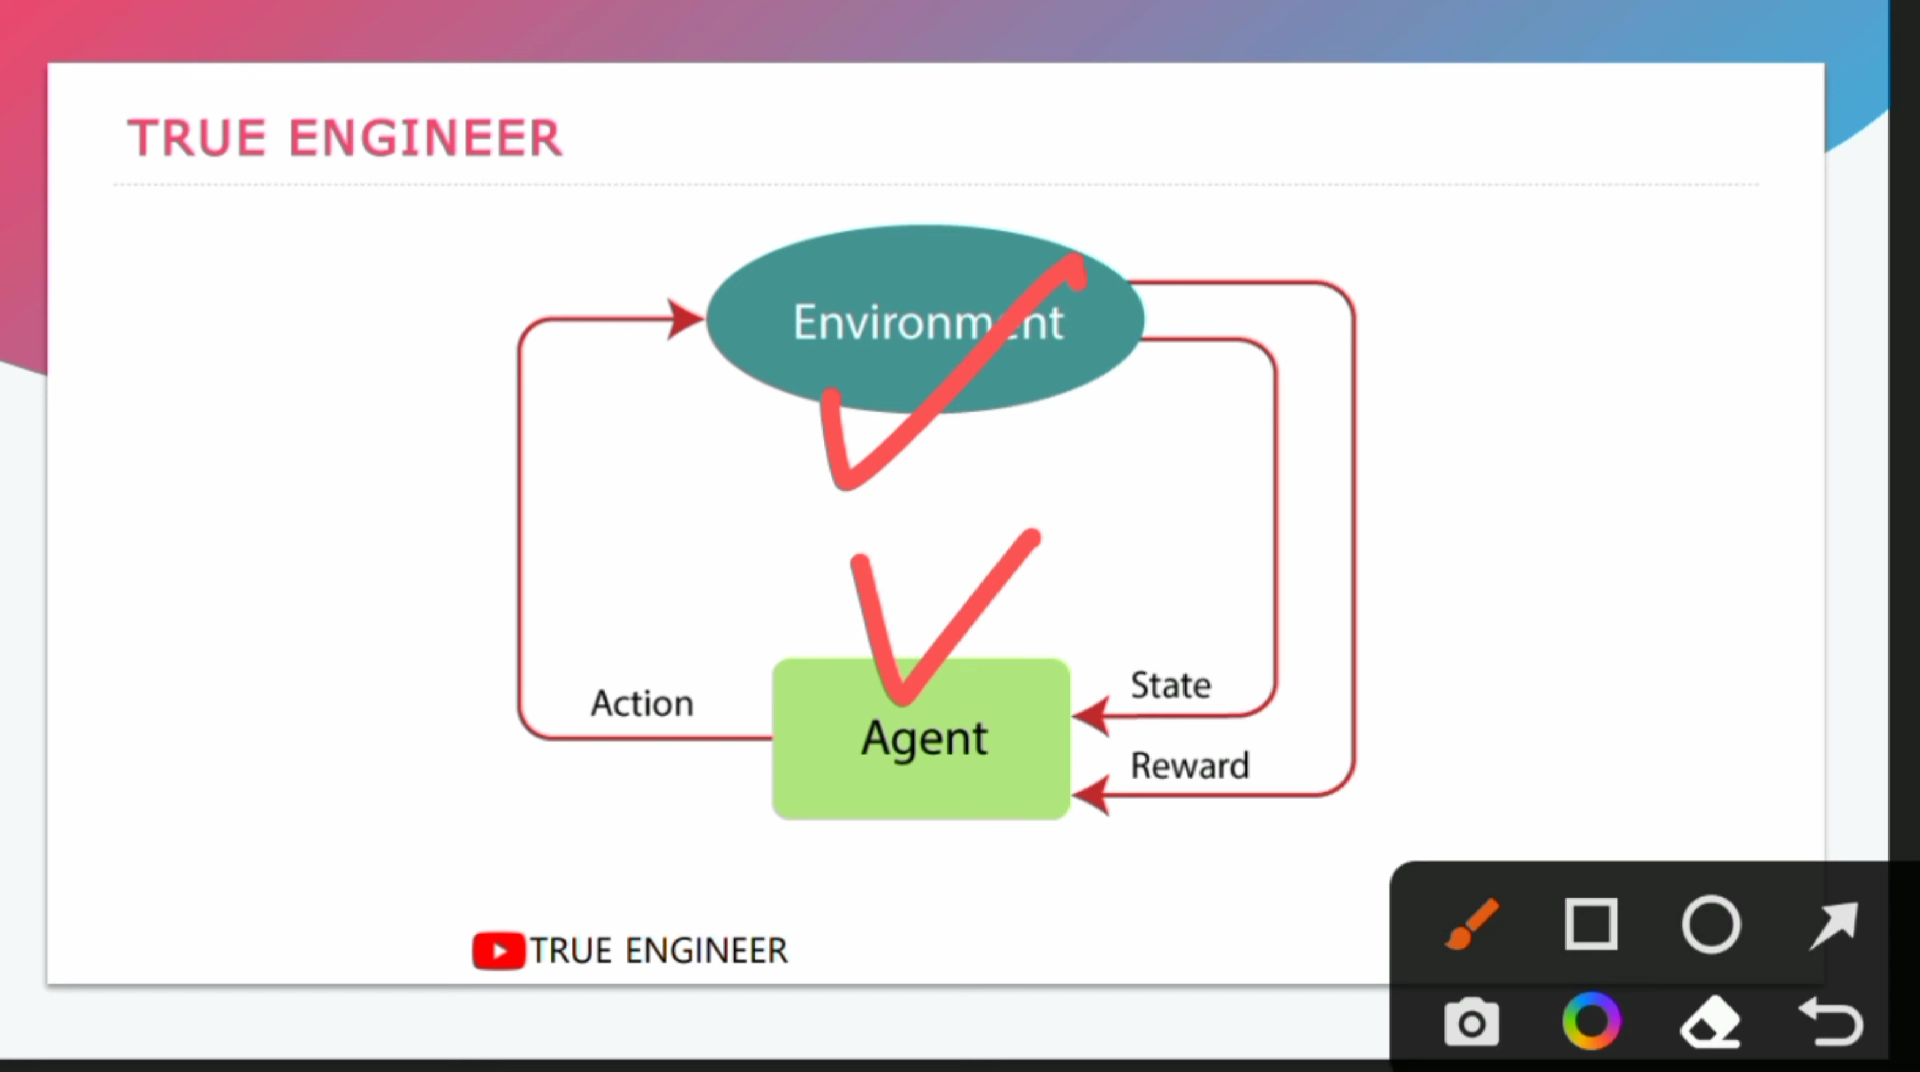 TRUE ENGINEER
Environment
Action
State
Agent
Reward
TRUE ENGINEER